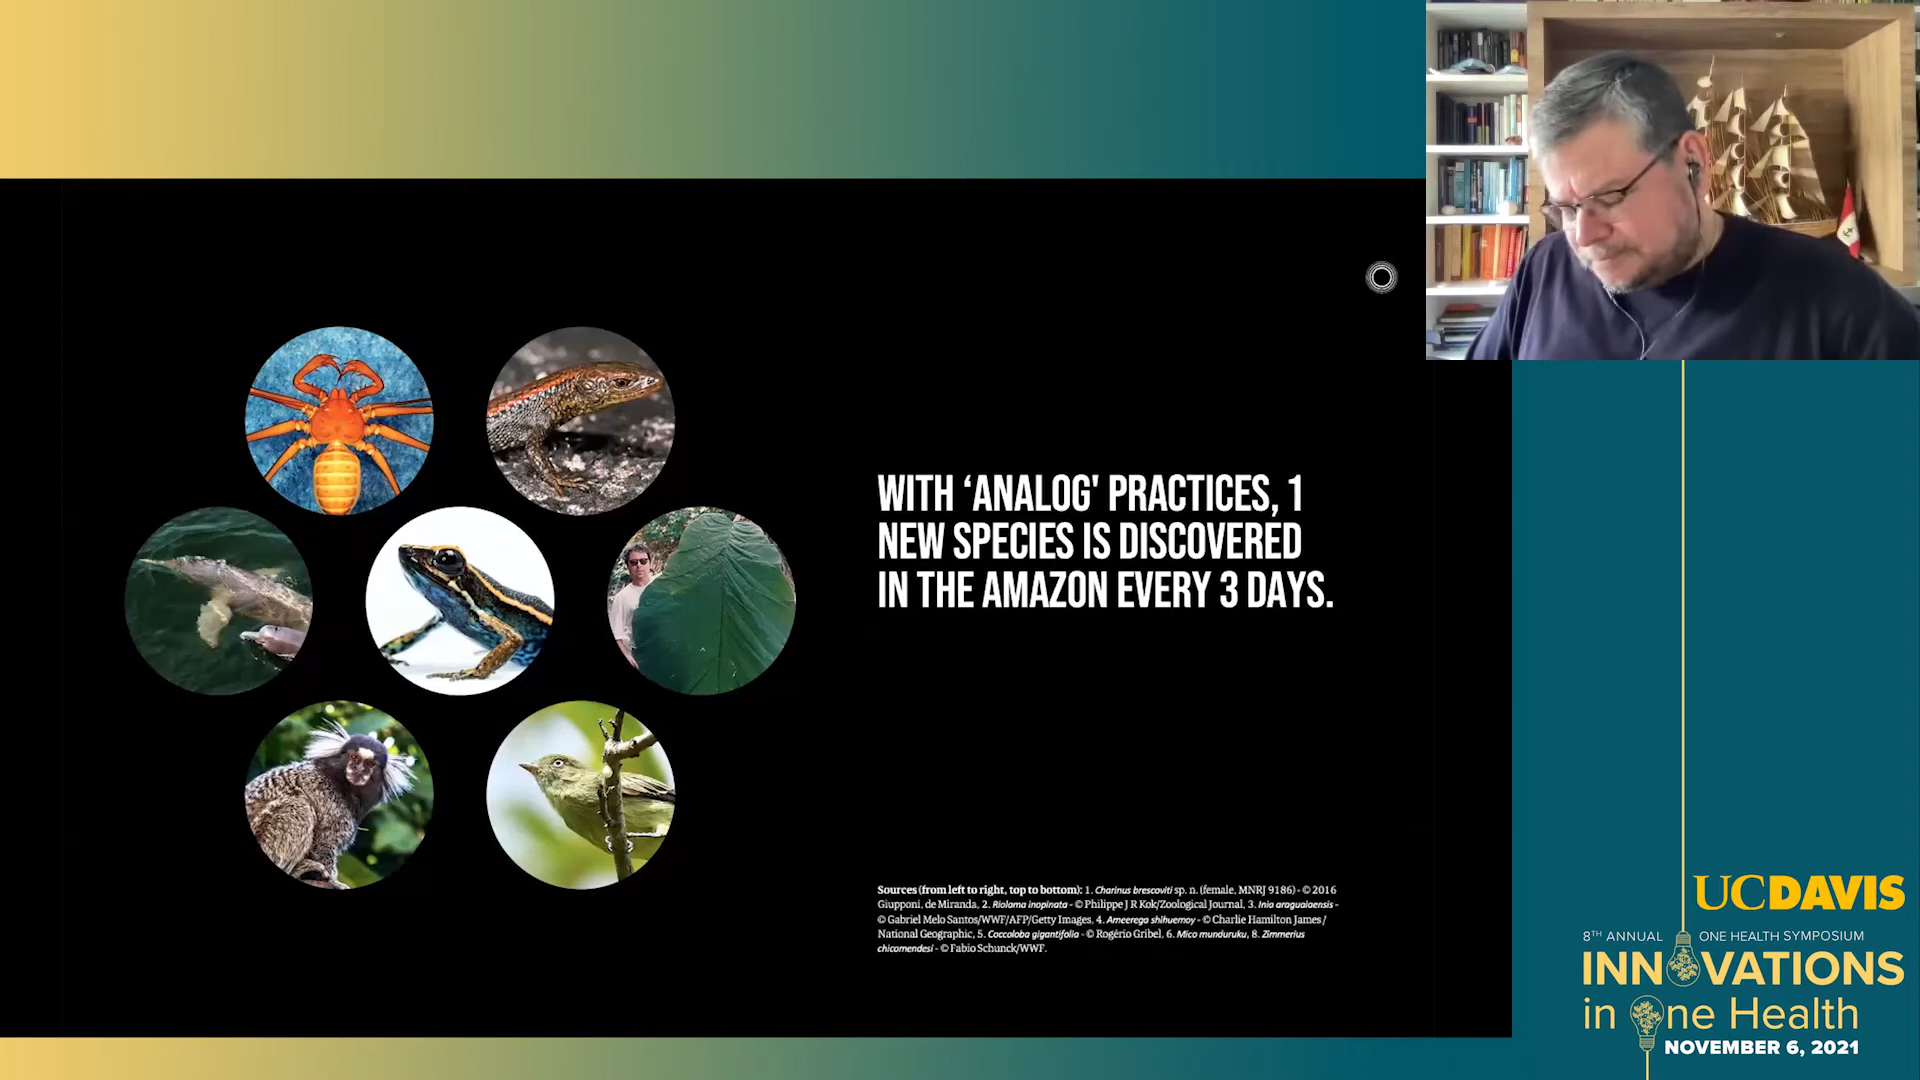 WITH ‘ANALOG' PRACTICES, 1
NEW SPECIES IS DISCOVERED
IN THE AMAZON EVERY 3 DAYS.
Sources (from left to right, top to bottom): 1. Charinus brescoviti sp. n. (female, MNRJ 9186) - © 2016
Giupponi, de Miranda, 2. Riolama inopinata - © Philippe J R Kok/Zoological Journal, 3. Inia araguaiaensis -
© Gabriel Melo Santos/WWF/AFP/Getty Images, 4. Ameerega shihuemoy - © Charlie Hamilton James /
National Geographic, 5. Coccoloba gigantifolia - © Rogério Gribel, 6. Mico munduruku, 8. Zimmerius
chicomendesi - © Fabio Schunck/WWF.
UCDAVIS
8TH ANNUAL ONE HEALTH SYMPOSIUM
INNOVATIONS
in One Health
NOVEMBER 6, 2021